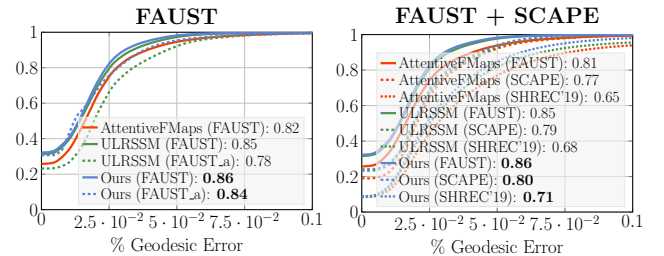 FAUST
1
0.8
0.6
0.4
0.2
0
AttentiveFMaps (FAUST): 0.82
ULRSSM (FAUST): 0.85
ULRSSM (FAUST_a): 0.78
Ours (FAUST): 0.86
Ours (FAUST_a): 0.84
2.5 · 10⁻² 5 · 10⁻² 7.5 · 10⁻² 0.1
% Geodesic Error
FAUST + SCAPE
1
0.8
0.6
0.4
0.2
0
AttentiveFMaps (FAUST): 0.81
AttentiveFMaps (SCAPE): 0.77
AttentiveFMaps (SHREC'19): 0.65
ULRSSM (FAUST): 0.85
ULRSSM (SCAPE): 0.79
ULRSSM (SHREC'19): 0.68
Ours (FAUST): 0.86
Ours (SCAPE): 0.80
Ours (SHREC'19): 0.71
2.5 · 10⁻² 5 · 10⁻² 7.5 · 10⁻² 0.1
% Geodesic Error